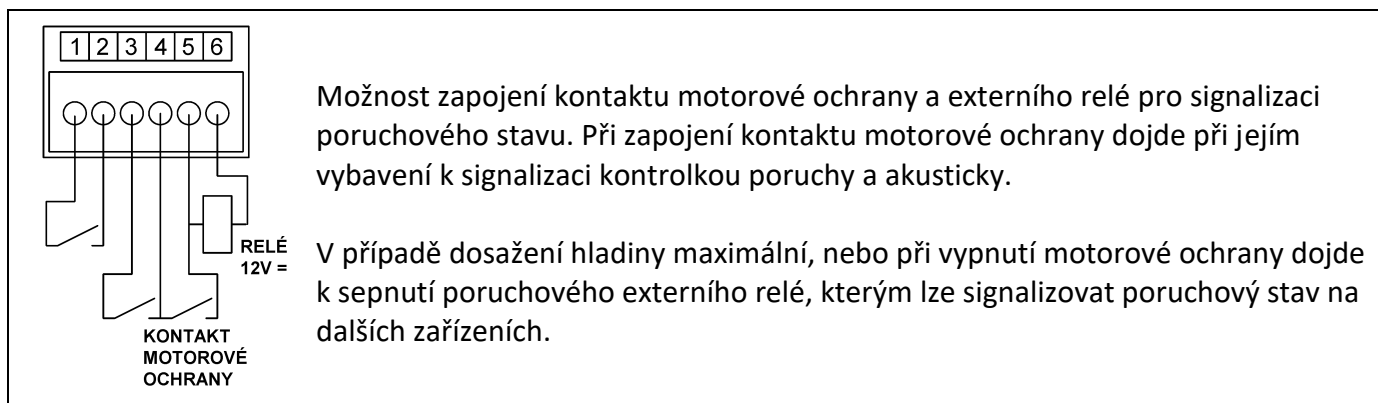 1 2 3 4 5 6
Možnost zapojení kontaktu motorové ochrany a externího relé pro signalizaci
poruchového stavu. Při zapojení kontaktu motorové ochrany dojde při jejím
vybavení k signalizaci kontrolkou poruchy a akusticky.
RELÉ
12V =
V případě dosažení hladiny maximální, nebo při vypnutí motorové ochrany dojde
k sepnutí poruchového externího relé, kterým lze signalizovat poruchový stav na
dalších zařízeních.
KONTAKT
MOTOROVÉ
OCHRANY